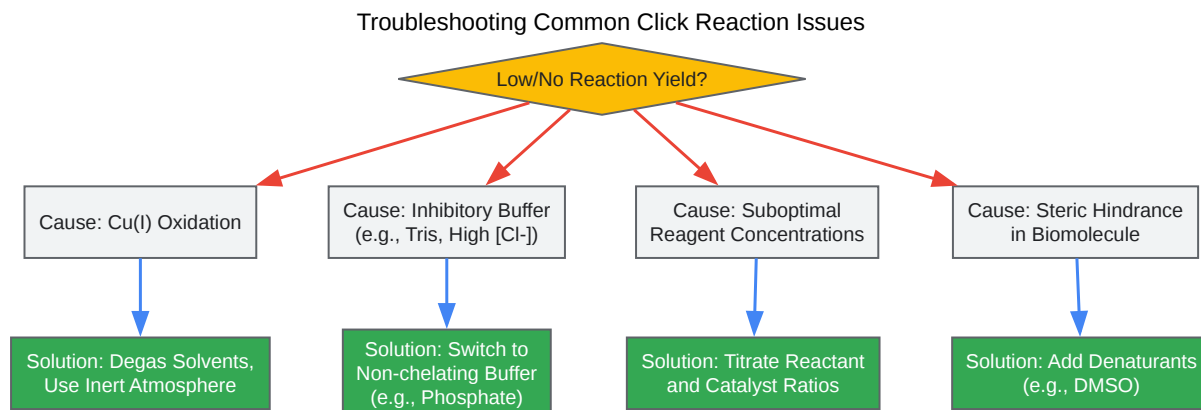 Troubleshooting Common Click Reaction Issues
Low/No Reaction Yield?
Cause: Cu(I) Oxidation
Cause: Inhibitory Buffer
(e.g., Tris, High [Cl-])
Cause: Suboptimal
Reagent Concentrations
Cause: Steric Hindrance
in Biomolecule
Solution: Degas Solvents,
Use Inert Atmosphere
Solution: Switch to
Non-chelating Buffer
(e.g., Phosphate)
Solution: Titrate Reactant
and Catalyst Ratios
Solution: Add Denaturants
(e.g., DMSO)